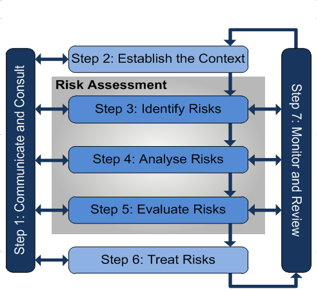 Step 1: Communicate and Consult
Step 2: Establish the Context
Risk Assessment
Step 3: Identify Risks
Step 4: Analyse Risks
Step 5: Evaluate Risks
Step 6: Treat Risks
Step 7: Monitor and
Review